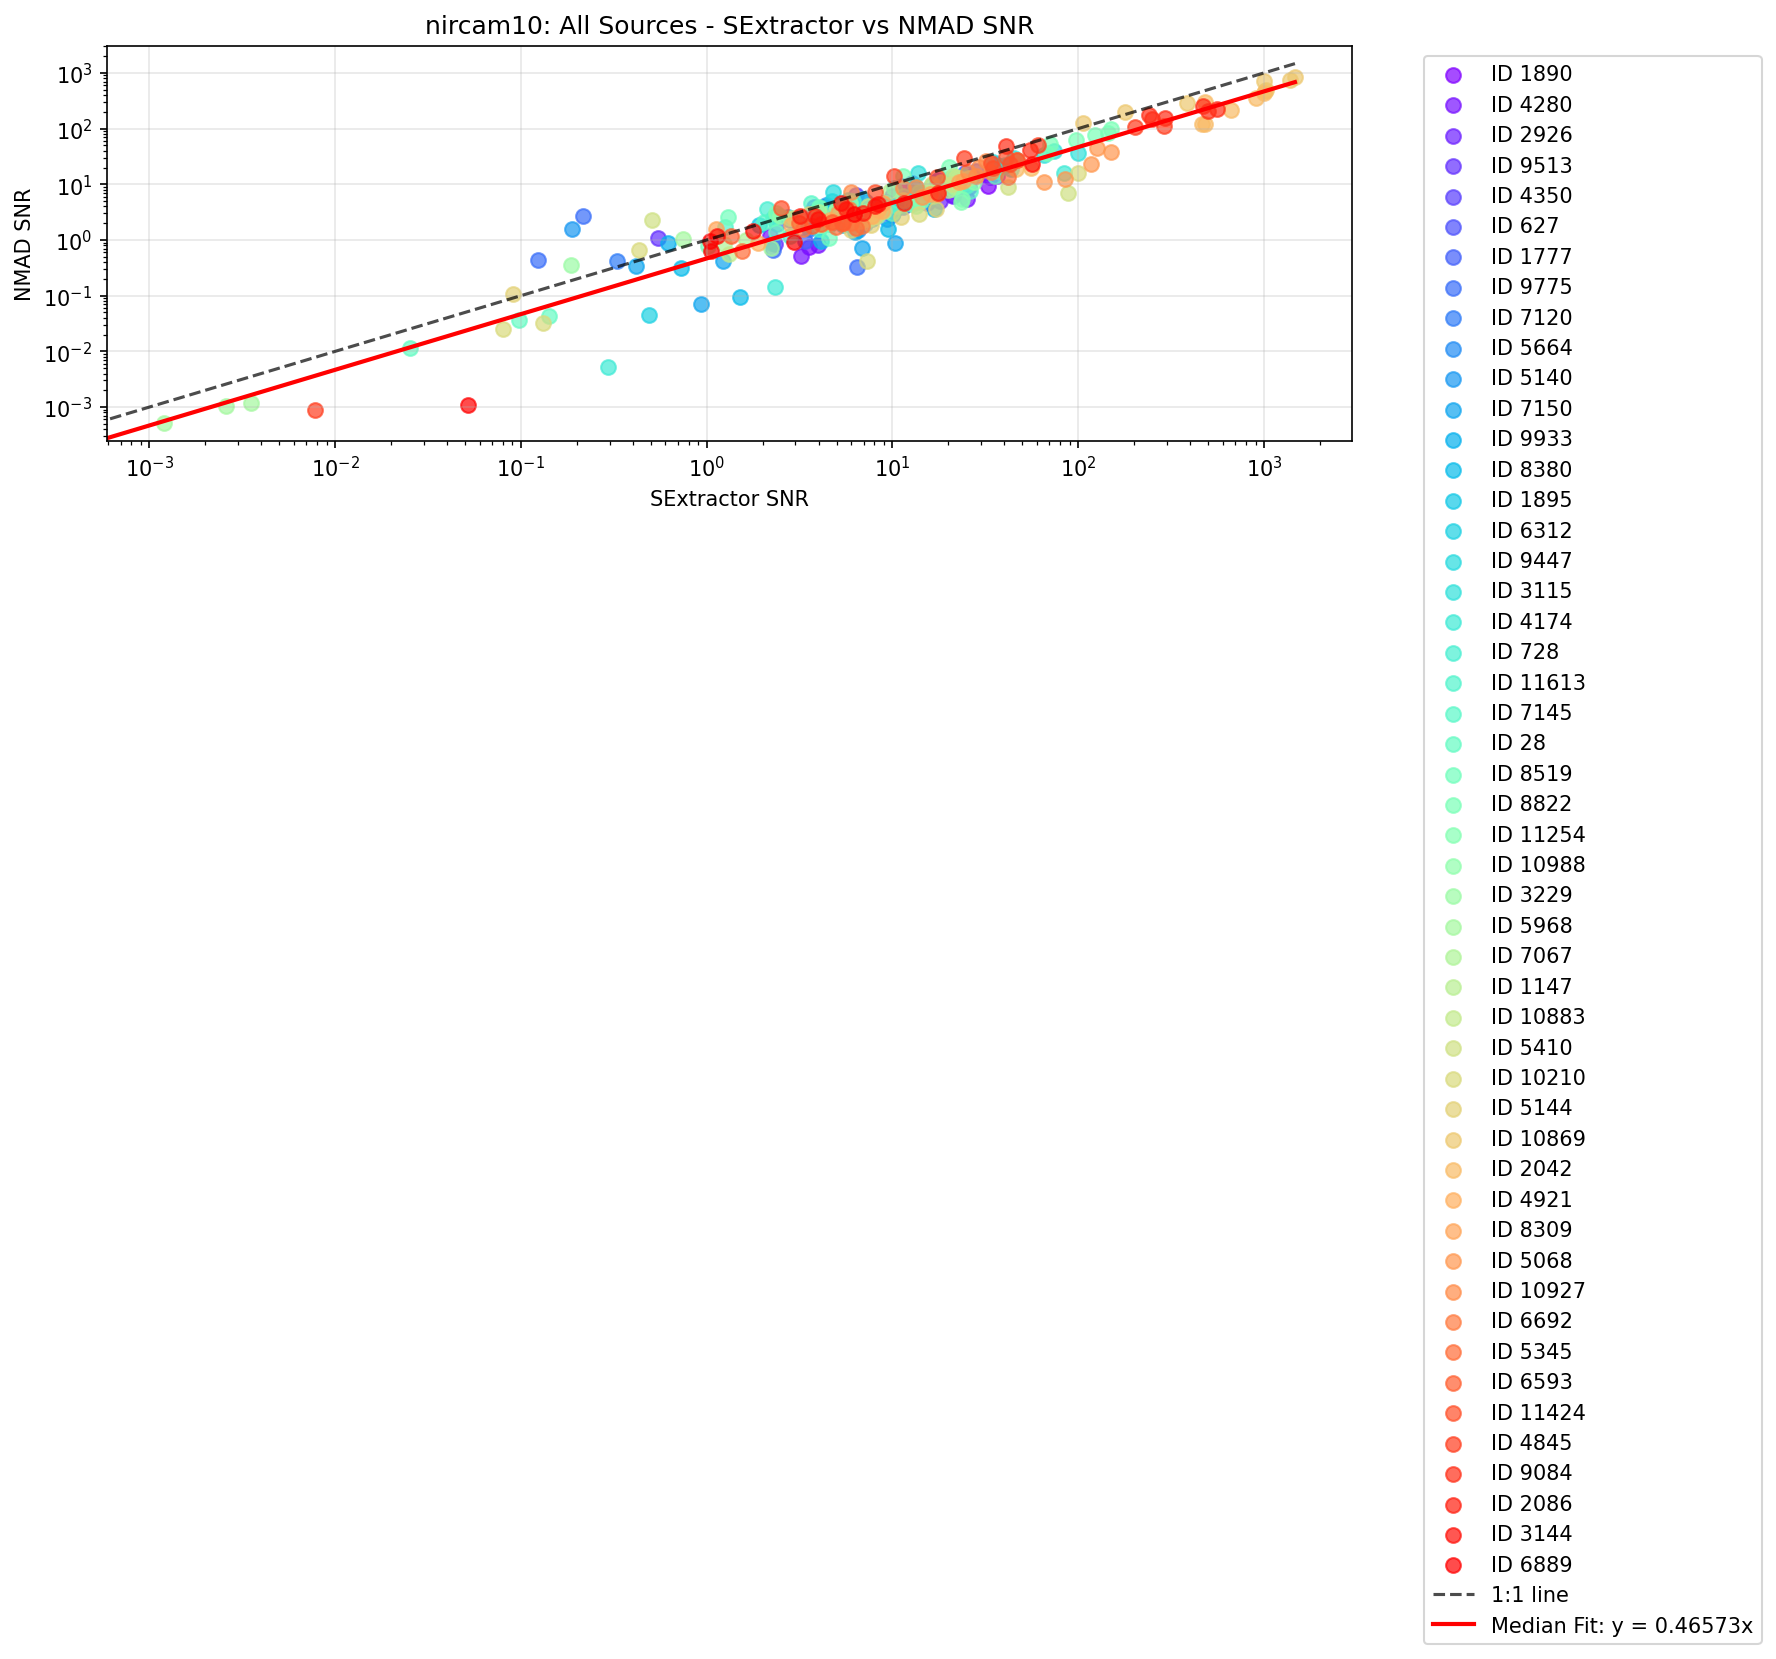 nircam10: All Sources - SExtractor vs NMAD SNR
NMAD SNR
10³
10²
10¹
10⁰
10⁻¹
10⁻²
10⁻³
10⁻³ 10⁻² 10⁻¹ 10⁰ 10¹ 10² 10³
SExtractor SNR
ID 1890
ID 4280
ID 2926
ID 9513
ID 4350
ID 627
ID 1777
ID 9775
ID 7120
ID 5664
ID 5140
ID 7150
ID 9933
ID 8380
ID 1895
ID 6312
ID 9447
ID 3115
ID 4174
ID 728
ID 11613
ID 7145
ID 28
ID 8519
ID 8822
ID 11254
ID 10988
ID 3229
ID 5968
ID 7067
ID 1147
ID 10883
ID 5410
ID 10210
ID 5144
ID 10869
ID 2042
ID 4921
ID 8309
ID 5068
ID 10927
ID 6692
ID 5345
ID 6593
ID 11424
ID 4845
ID 9084
ID 2086
ID 3144
ID 6889
1:1 line
Median Fit: y = 0.46573x